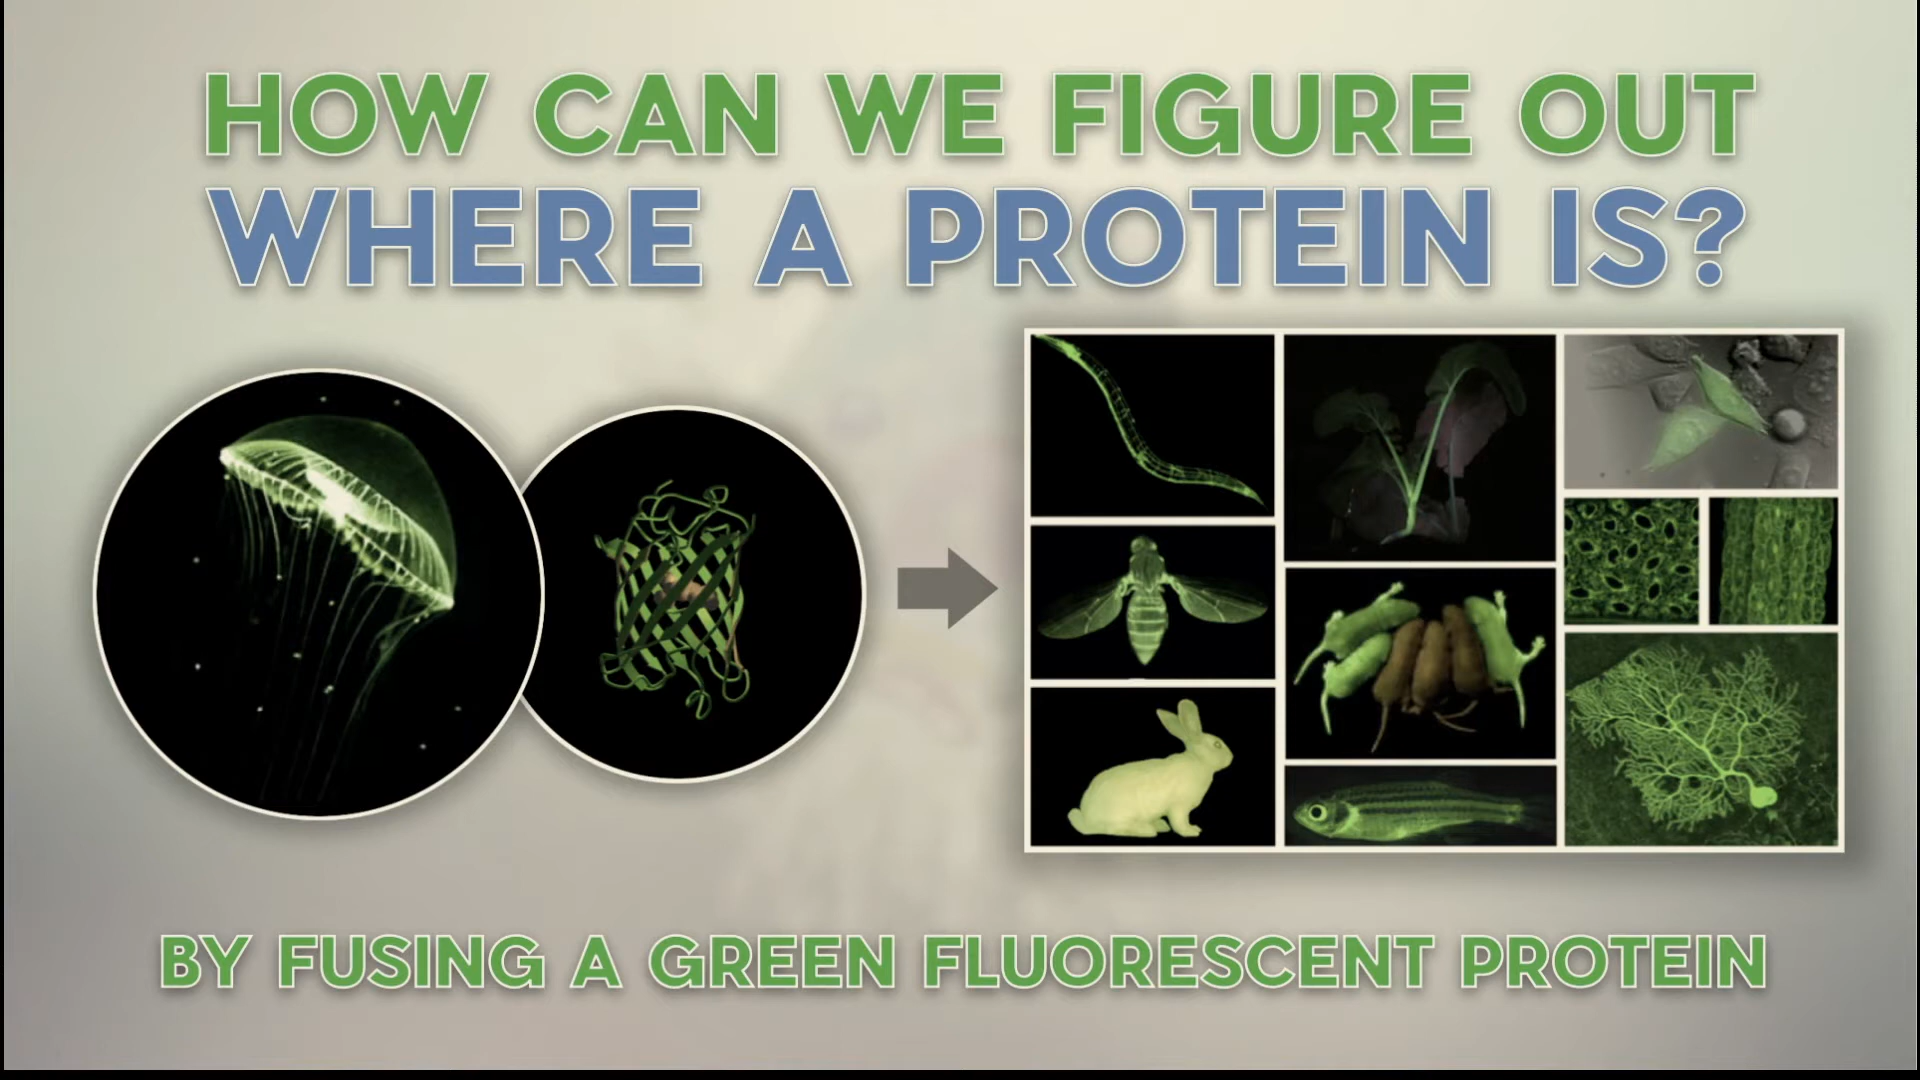 HOW CAN WE FIGURE OUT
WHERE A PROTEIN IS?
BY FUSING A GREEN FLUORESCENT PROTEIN